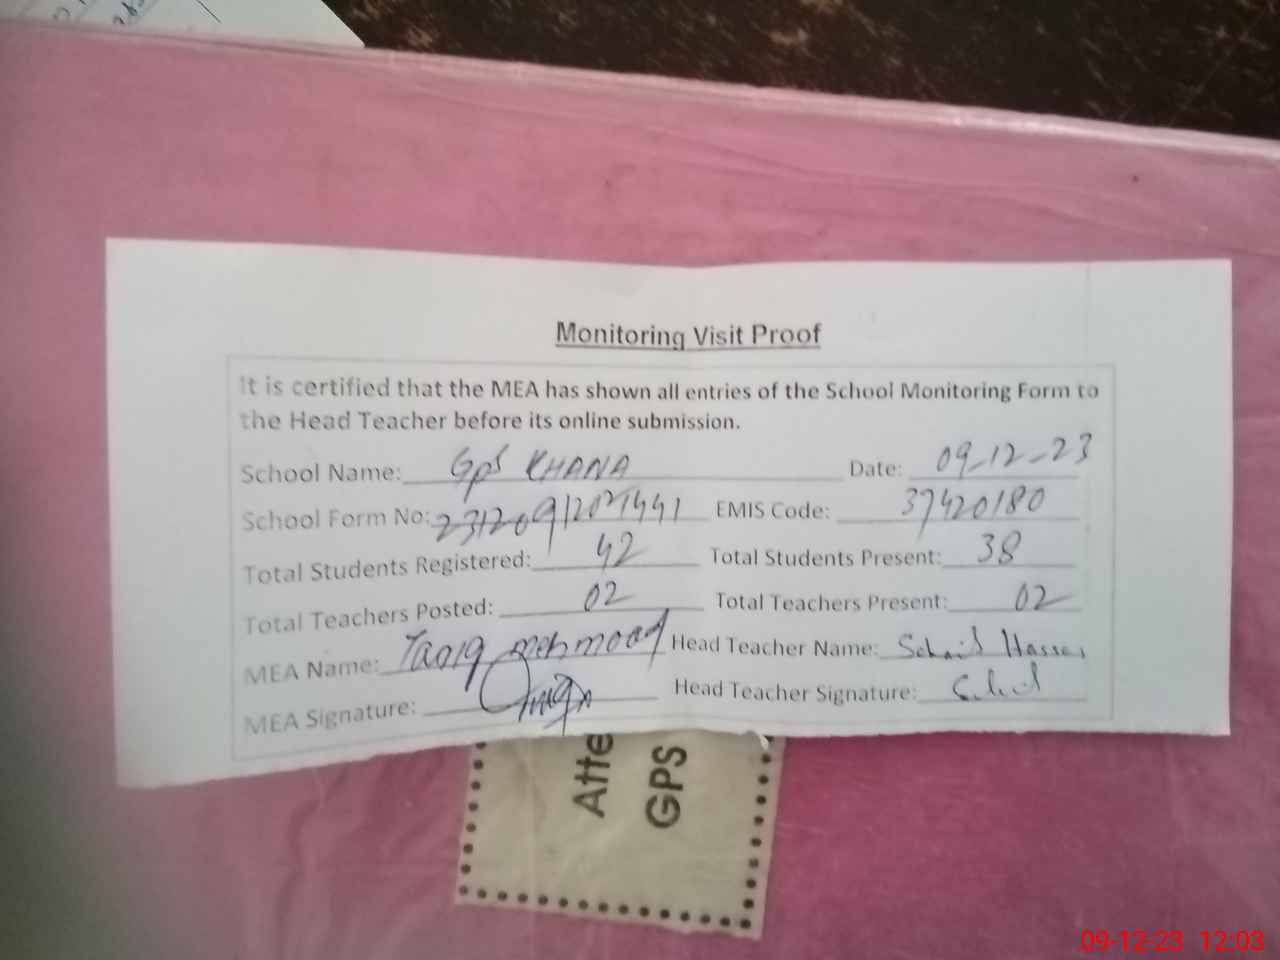 Monitoring Visit Proof
It is certified that the MEA has shown all entries of the School Monitoring Form to
the Head Teacher before its online submission.
School Name: GpS KHANA Date: 09-12-23
School Form No: EMIS Code: 37420180
Total Students Registered: 42 Total Students Present: 38
Total Teachers Posted: 02 Total Teachers Present: 02
MEA Name: Tariq Mehmood Head Teacher Name:
MEA Signature: Head Teacher Signature:
Atte
GPS
09-12-23 12:03